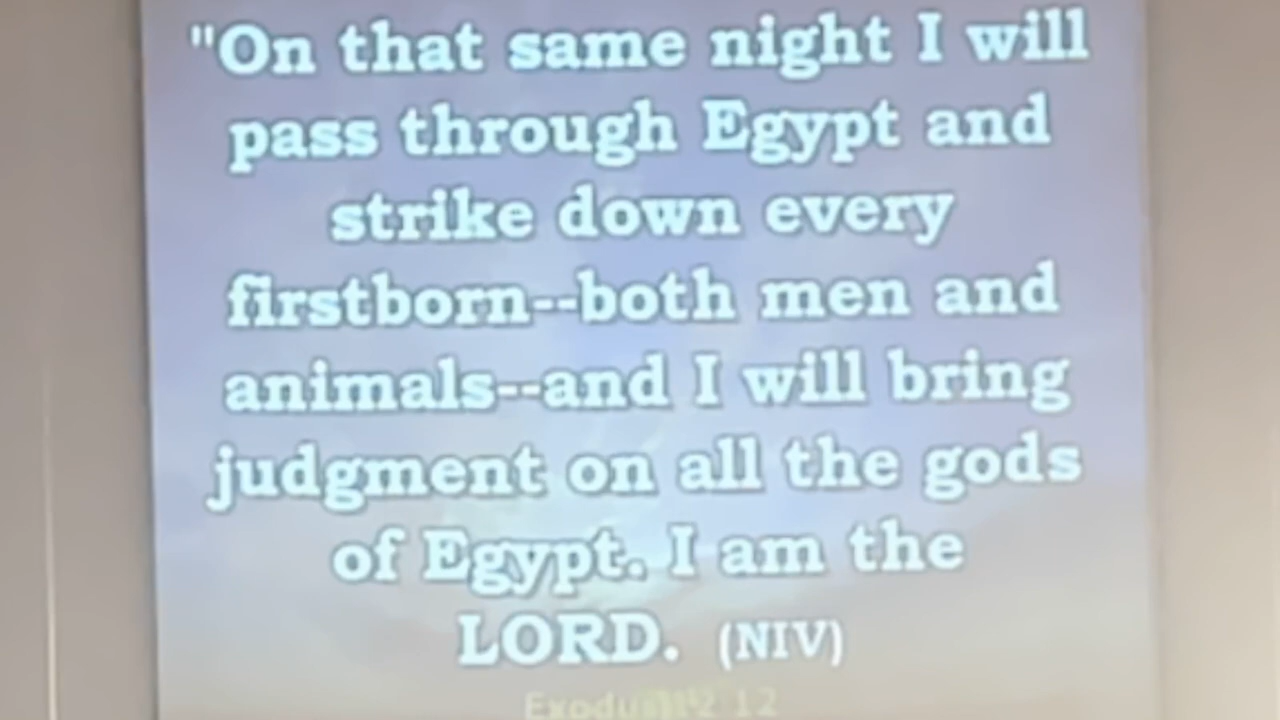 "On that same night I will
pass through Egypt and
strike down every
firstborn--both men and
animals--and I will bring
judgment on all the gods
of Egypt. I am the
LORD. (NIV)
12